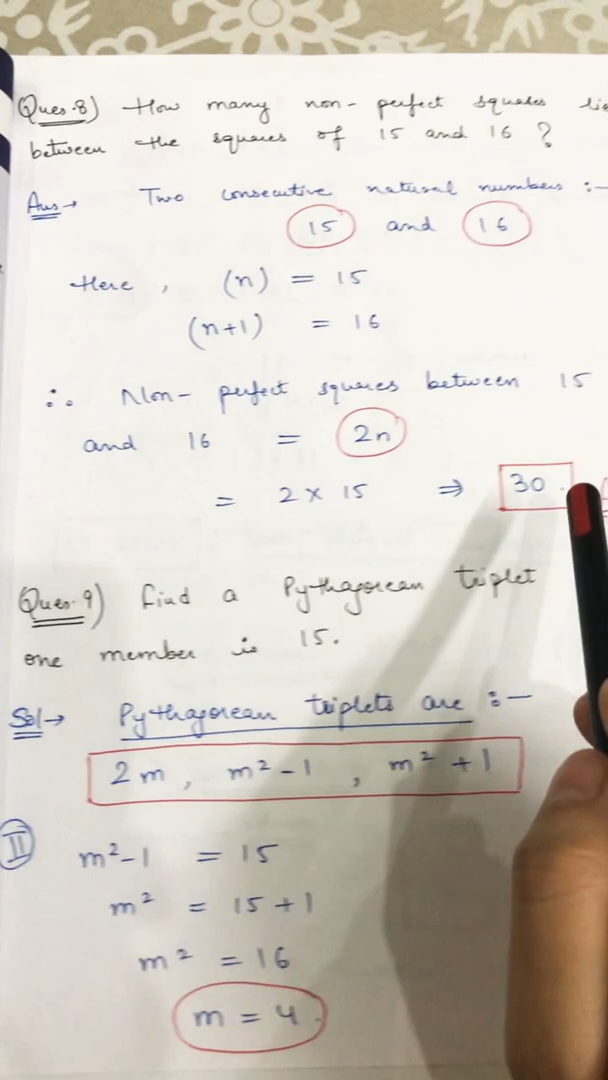 Ques.8) How many non-perfect squares lie
between the squares of 15 and 16 ?
Ans→ Two consecutive natural numbers :-
15 and 16
Here , (n) = 15
(n+1) = 16
∴ Non-perfect squares between 15
and 16 = 2n
= 2 × 15 ⇒ 30.
Ques.9) Find a Pythagorean triplet
one member is 15.
Sol→ Pythagorean triplets are :-
2m , m²-1 , m²+1
II m²-1 = 15
m² = 15+1
m² = 16
m = 4.